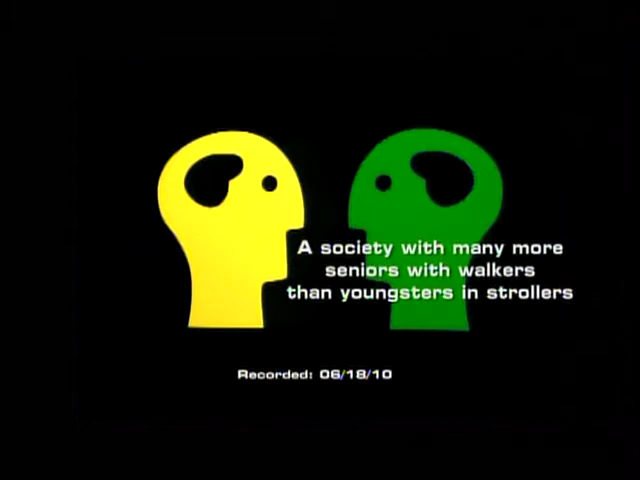 A society with many more
seniors with walkers
than youngsters in strollers
Recorded: 06/18/10